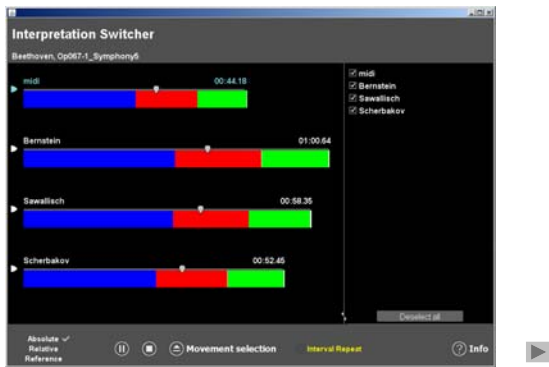 Interpretation Switcher
Beethoven, Op067-1_Symphony5
midi 00:44.18
Bernstein 01:00.64
Sawallisch 00:58.35
Scherbakov 00:52.45
midi
Bernstein
Sawallisch
Scherbakov
Deselect all
Absolute
Relative
Reference
Movement selection
Interval Repeat
? Info